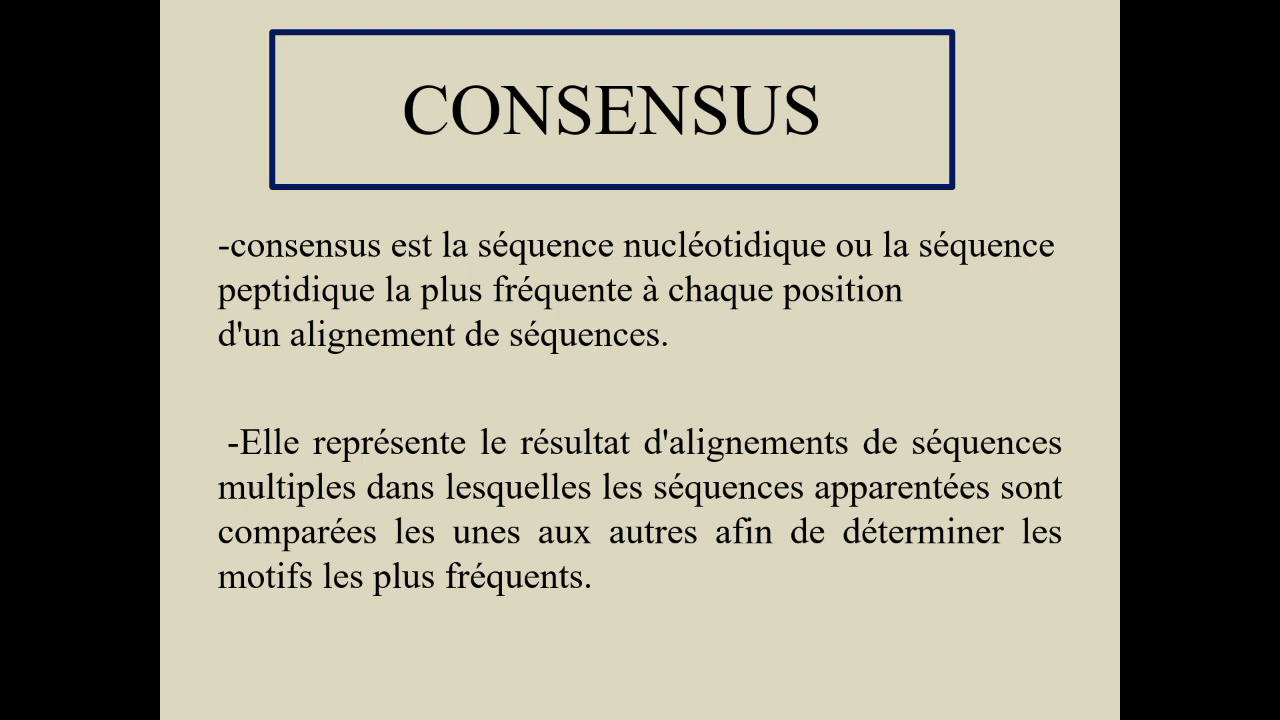 CONSENSUS
-consensus est la séquence nucléotidique ou la séquence
peptidique la plus fréquente à chaque position
d'un alignement de séquences.
-Elle représente le résultat d'alignements de séquences
multiples dans lesquelles les séquences apparentées sont
comparées les unes aux autres afin de déterminer les
motifs les plus fréquents.